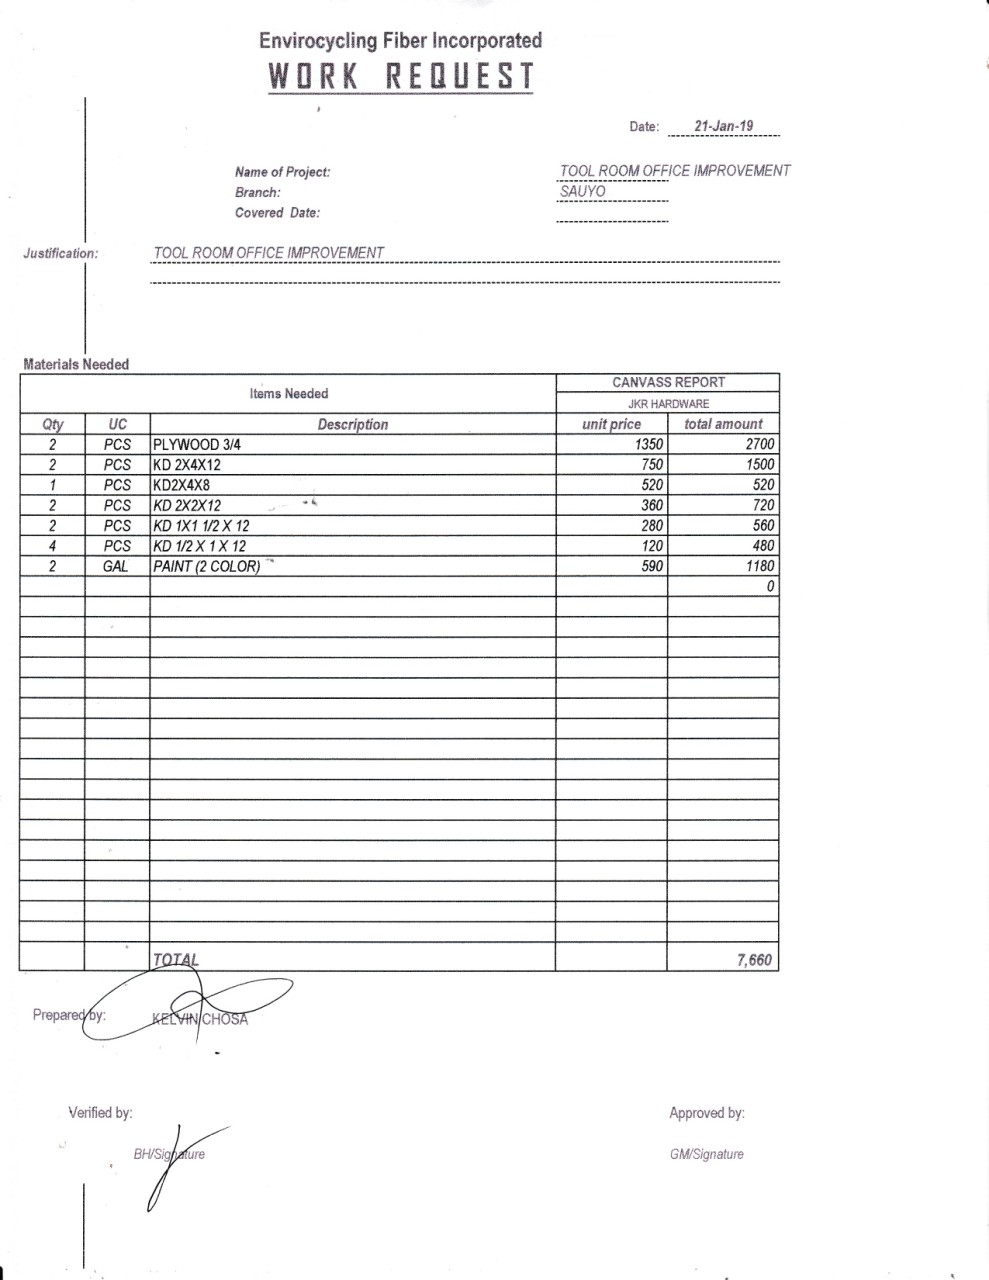 Envirocycling Fiber Incorporated
WORK REQUEST
Date: 21-Jan-19
Name of Project: TOOL ROOM OFFICE IMPROVEMENT
Branch: SAUYO
Covered Date:
Justification: TOOL ROOM OFFICE IMPROVEMENT
Materials Needed
Items Needed CANVASS REPORT
JKR HARDWARE
Qty UC Description unit price total amount
2 PCS PLYWOOD 3/4 1350 2700
2 PCS KD 2X4X12 750 1500
1 PCS KD2X4X8 520 520
2 PCS KD 2X2X12 360 720
2 PCS KD 1X1 1/2 X 12 280 560
4 PCS KD 1/2 X 1 X 12 120 480
2 GAL PAINT (2 COLOR) 590 1180
0
TOTAL 7,660
Prepared by: KELVIN CHOSA
Verified by: Approved by:
BH/Signature GM/Signature